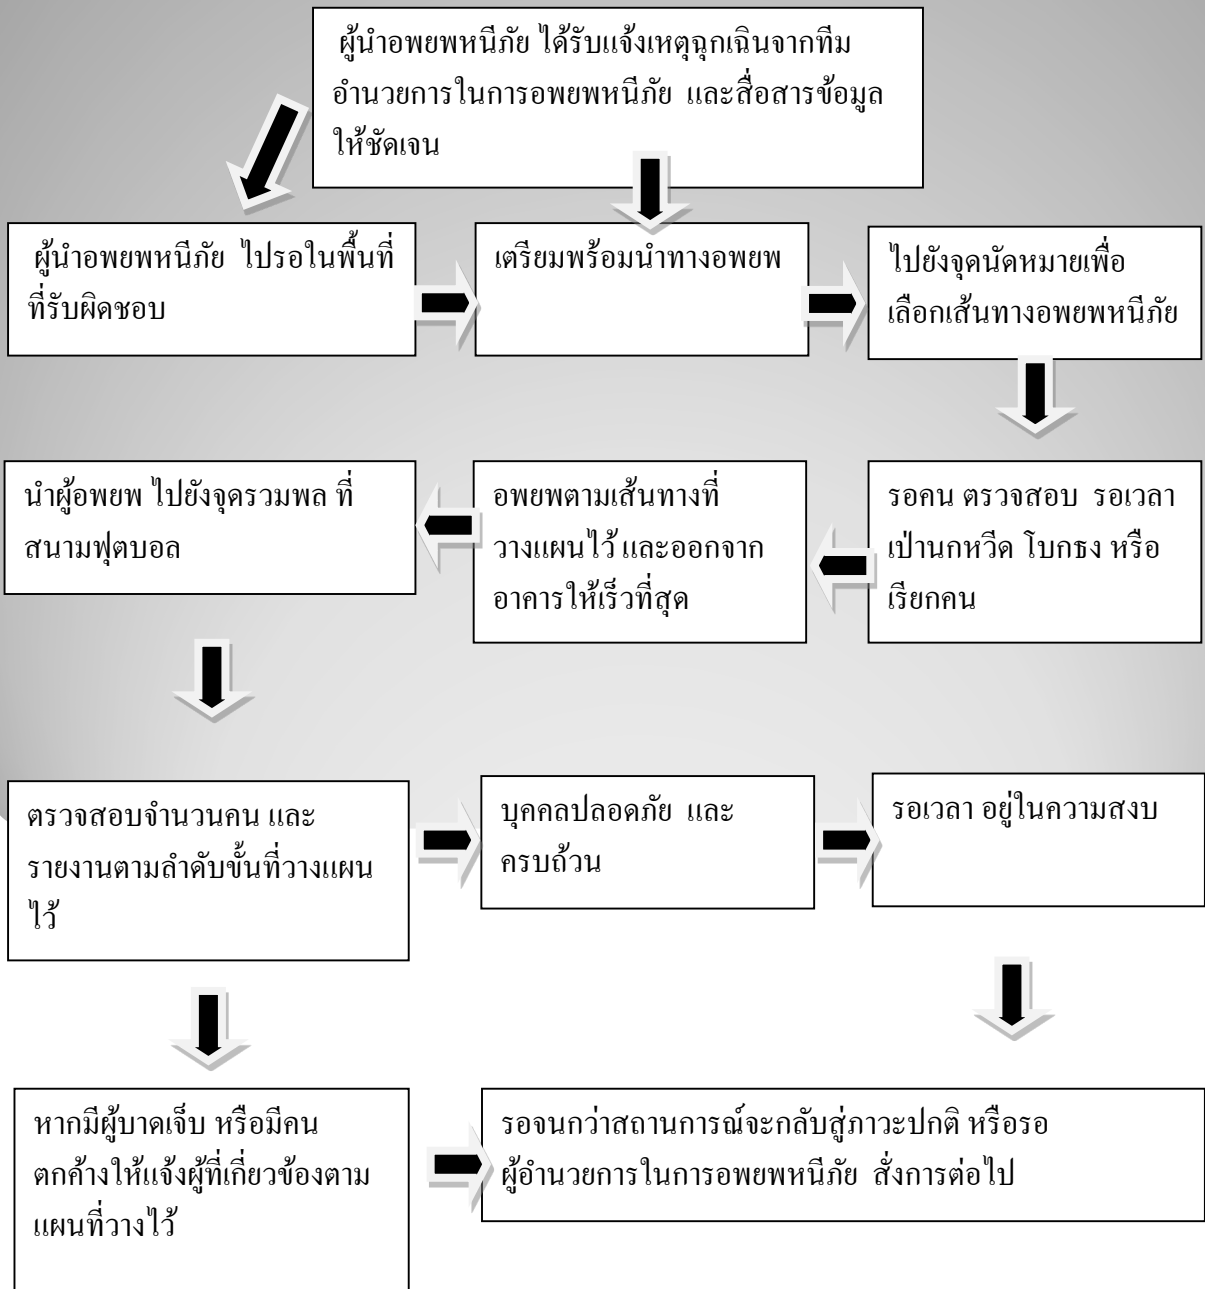 ผู้นำอพยพหนีภัย ได้รับแจ้งเหตุฉุกเฉินจากทีม
อำนวยการในการอพยพหนีภัย และสื่อสารข้อมูล
ให้ชัดเจน
ผู้นำอพยพหนีภัย ไปรอในพื้นที่
ที่รับผิดชอบ
เตรียมพร้อมนำทางอพยพ
ไปยังจุดนัดหมายเพื่อ
เลือกเส้นทางอพยพหนีภัย
รอคน ตรวจสอบ รอเวลา
เป่านกหวีด โบกธง หรือ
เรียกคน
อพยพตามเส้นทางที่
วางแผนไว้ และออกจาก
อาคารให้เร็วที่สุด
นำผู้อพยพ ไปยังจุดรวมพล ที่
สนามฟุตบอล
ตรวจสอบจำนวนคน และ
รายงานตามลำดับขั้นที่วางแผน
ไว้
บุคคลปลอดภัย และ
ครบถ้วน
รอเวลา อยู่ในความสงบ
หากมีผู้บาดเจ็บ หรือมีคน
ตกค้างให้แจ้งผู้ที่เกี่ยวข้องตาม
แผนที่วางไว้
รอจนกว่าสถานการณ์จะกลับสู่ภาวะปกติ หรือรอ
ผู้อำนวยการในการอพยพหนีภัย สั่งการต่อไป